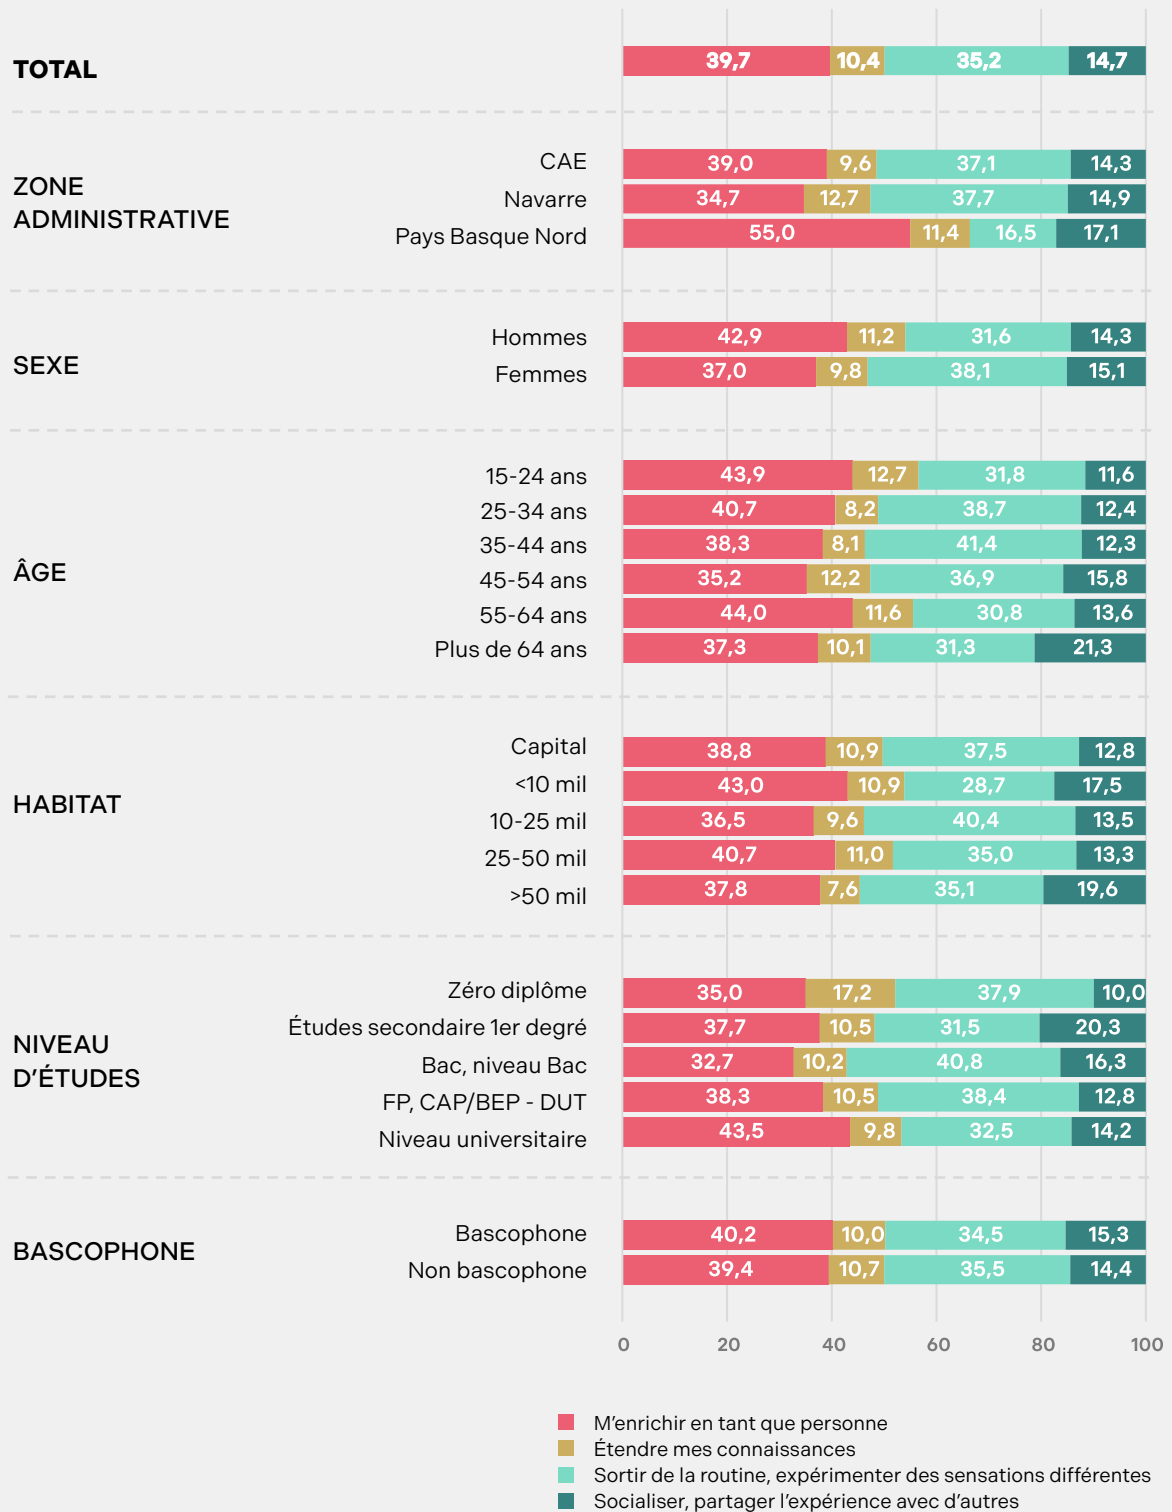 TOTAL
39,7 10,4 35,2 14,7
ZONE
ADMINISTRATIVE
CAE 39,0 9,6 37,1 14,3
Navarre 34,7 12,7 37,7 14,9
Pays Basque Nord 55,0 11,4 16,5 17,1
SEXE
Hommes 42,9 11,2 31,6 14,3
Femmes 37,0 9,8 38,1 15,1
ÂGE
15-24 ans 43,9 12,7 31,8 11,6
25-34 ans 40,7 8,2 38,7 12,4
35-44 ans 38,3 8,1 41,4 12,3
45-54 ans 35,2 12,2 36,9 15,8
55-64 ans 44,0 11,6 30,8 13,6
Plus de 64 ans 37,3 10,1 31,3 21,3
HABITAT
Capital 38,8 10,9 37,5 12,8
<10 mil 43,0 10,9 28,7 17,5
10-25 mil 36,5 9,6 40,4 13,5
25-50 mil 40,7 11,0 35,0 13,3
>50 mil 37,8 7,6 35,1 19,6
NIVEAU
D’ÉTUDES
Zéro diplôme 35,0 17,2 37,9 10,0
Études secondaire 1er degré 37,7 10,5 31,5 20,3
Bac, niveau Bac 32,7 10,2 40,8 16,3
FP, CAP/BEP - DUT 38,3 10,5 38,4 12,8
Niveau universitaire 43,5 9,8 32,5 14,2
BASCOPHONE
Bascophone 40,2 10,0 34,5 15,3
Non bascophone 39,4 10,7 35,5 14,4
0 20 40 60 80 100
M’enrichir en tant que personne
Étendre mes connaissances
Sortir de la routine, expérimenter des sensations différentes
Socialiser, partager l’expérience avec d’autres